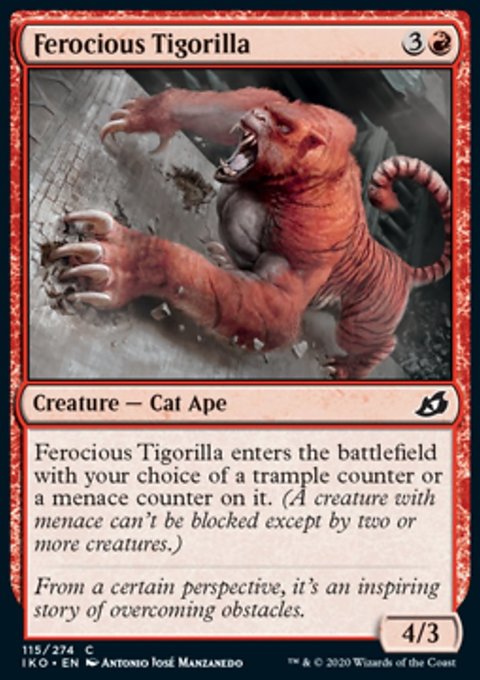 Ferocious Tigorilla 3
Creature — Cat Ape
Ferocious Tigorilla enters the battlefield
with your choice of a trample counter or
a menace counter on it. (A creature with
menace can't be blocked except by two or
more creatures.)
From a certain perspective, it's an inspiring
story of overcoming obstacles.
4/3
115/274 C
IKO • EN Antonio José Manzanedo
™ & © 2020 Wizards of the Coast